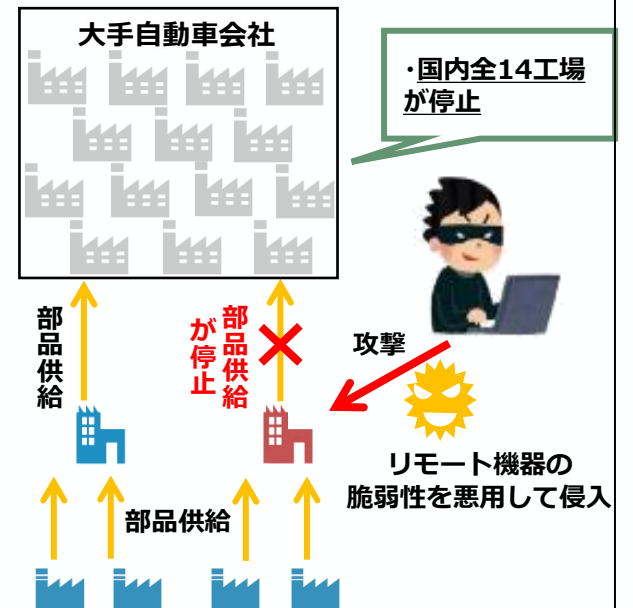 大手自動車会社
・国内全14工場
が停止
部品供給
部品供給
が停止
攻撃
リモート機器の
脆弱性を悪用して侵入
部品供給